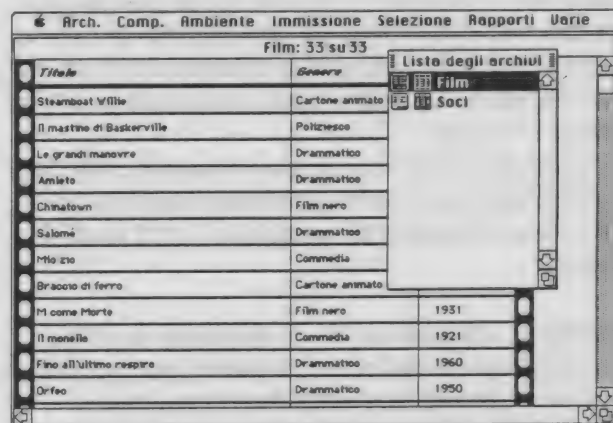 Arch. Comp. Ambiente Immissione Selezione Rapporti Varie
Film: 33 su 33
Lista degli archivi
Film
Soci
Titolo Genere
Steamboat Willie Cartone animato
Il mastino di Baskerville Poliziesco
Le grandi manovre Drammatico
Amleto Drammatico
Chinatown Film nero
Salomé Drammatico
Mio zio Commedia
Braccio di ferro Cartone animato
M come Morte Film nero 1931
Il monello Commedia 1921
Fino all'ultimo respiro Drammatico 1960
Orfeo Drammatico 1950